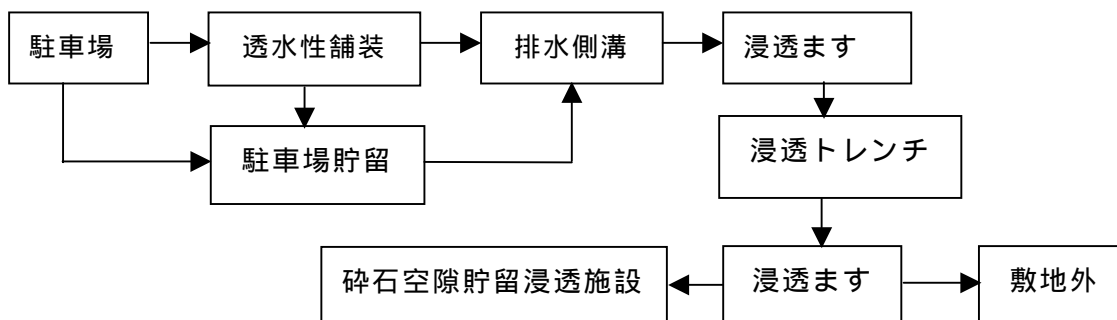 駐車場
透水性舗装
排水側溝
浸透ます
駐車場貯留
浸透トレンチ
砕石空隙貯留浸透施設
浸透ます
敷地外